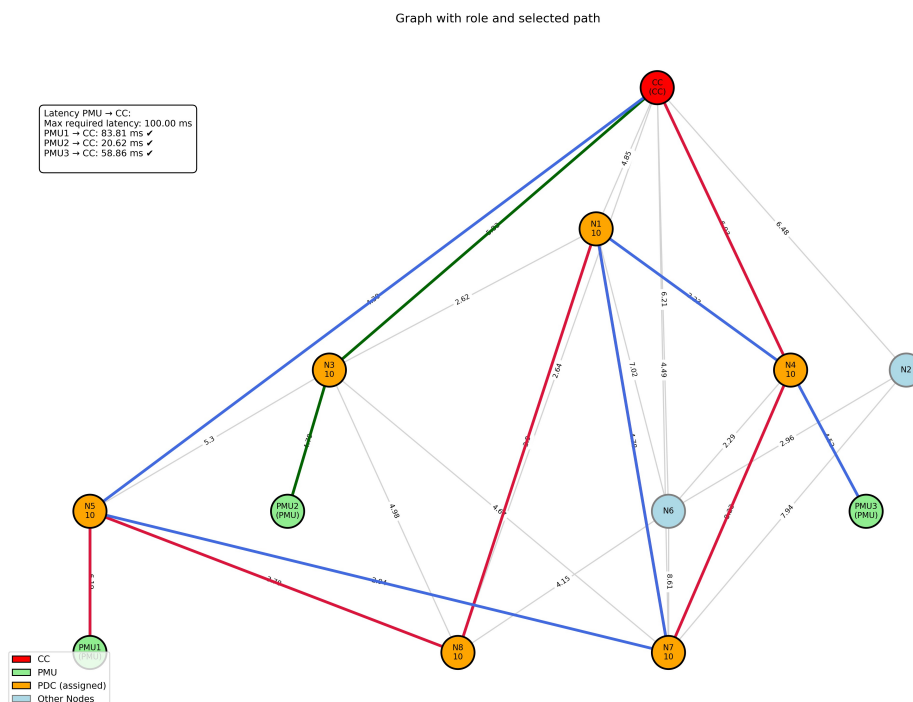 Graph with role and selected path
CC
(CC)
Latency PMU → CC:
Max required latency: 100.00 ms
PMU1 → CC: 83.81 ms ✔
PMU2 → CC: 20.62 ms ✔
PMU3 → CC: 58.86 ms ✔
4.85
N1
10
6.48
2.62
6.21
N3
10
2.64
7.02
4.49
N4
10
N2
5.3
2.29
2.96
N5
10
PMU2
(PMU)
4.98
N6
7.94
PMU3
(PMU)
4.15
8.61
PMU1
(PMU)
N8
10
N7
10
CC
PMU
PDC (assigned)
Other Nodes